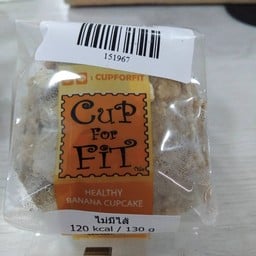 151967
CUPFORFIT
CUP
FOR
FIT
HEALTHY
BANANA CUPCAKE
ไม่มีไส้
120 kcal / 130 g